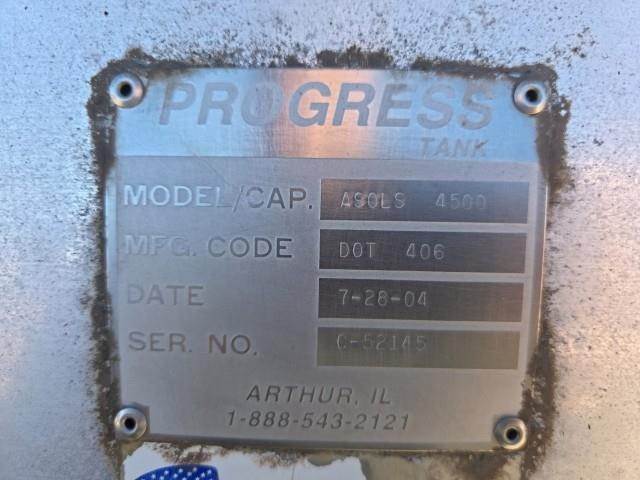 PROGRESS
TANK
MODEL/CAP. ASOLS 4500
MFG. CODE DOT 406
DATE 7-28-04
SER. NO. C-52145
ARTHUR, IL
1-888-543-2121